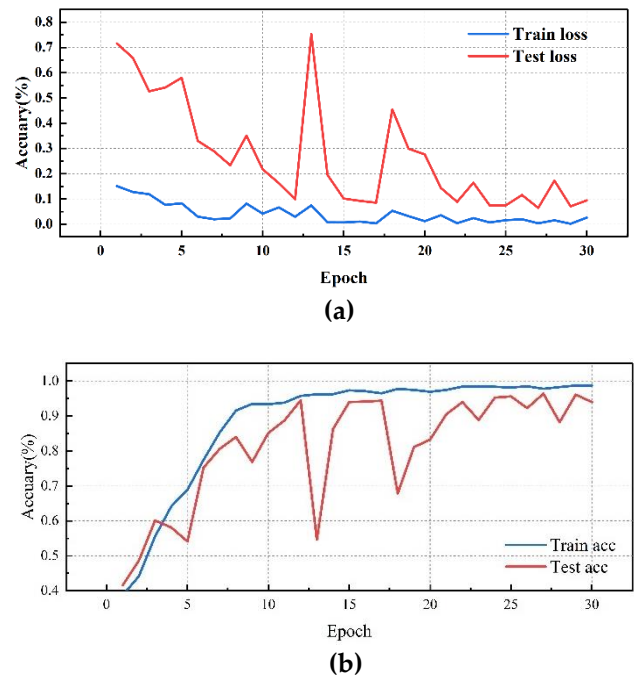 0.8
0.7
0.6
0.5
0.4
0.3
0.2
0.1
0.0
Accuary(%)
Train loss
Test loss
0 5 10 15 20 25 30
Epoch
(a)
1.0
0.9
0.8
0.7
0.6
0.5
0.4
Accuary(%)
Train acc
Test acc
0 5 10 15 20 25 30
Epoch
(b)